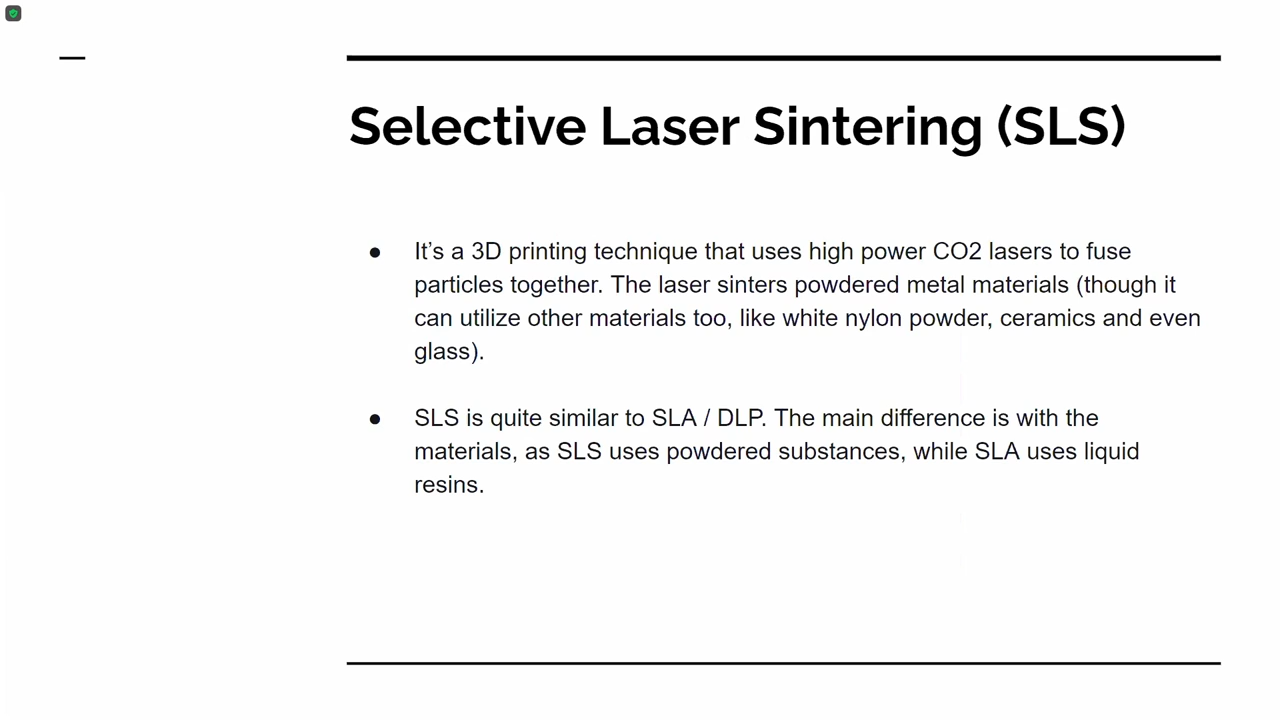 Selective Laser Sintering (SLS)
● It’s a 3D printing technique that uses high power CO2 lasers to fuse
particles together. The laser sinters powdered metal materials (though it
can utilize other materials too, like white nylon powder, ceramics and even
glass).
● SLS is quite similar to SLA / DLP. The main difference is with the
materials, as SLS uses powdered substances, while SLA uses liquid
resins.